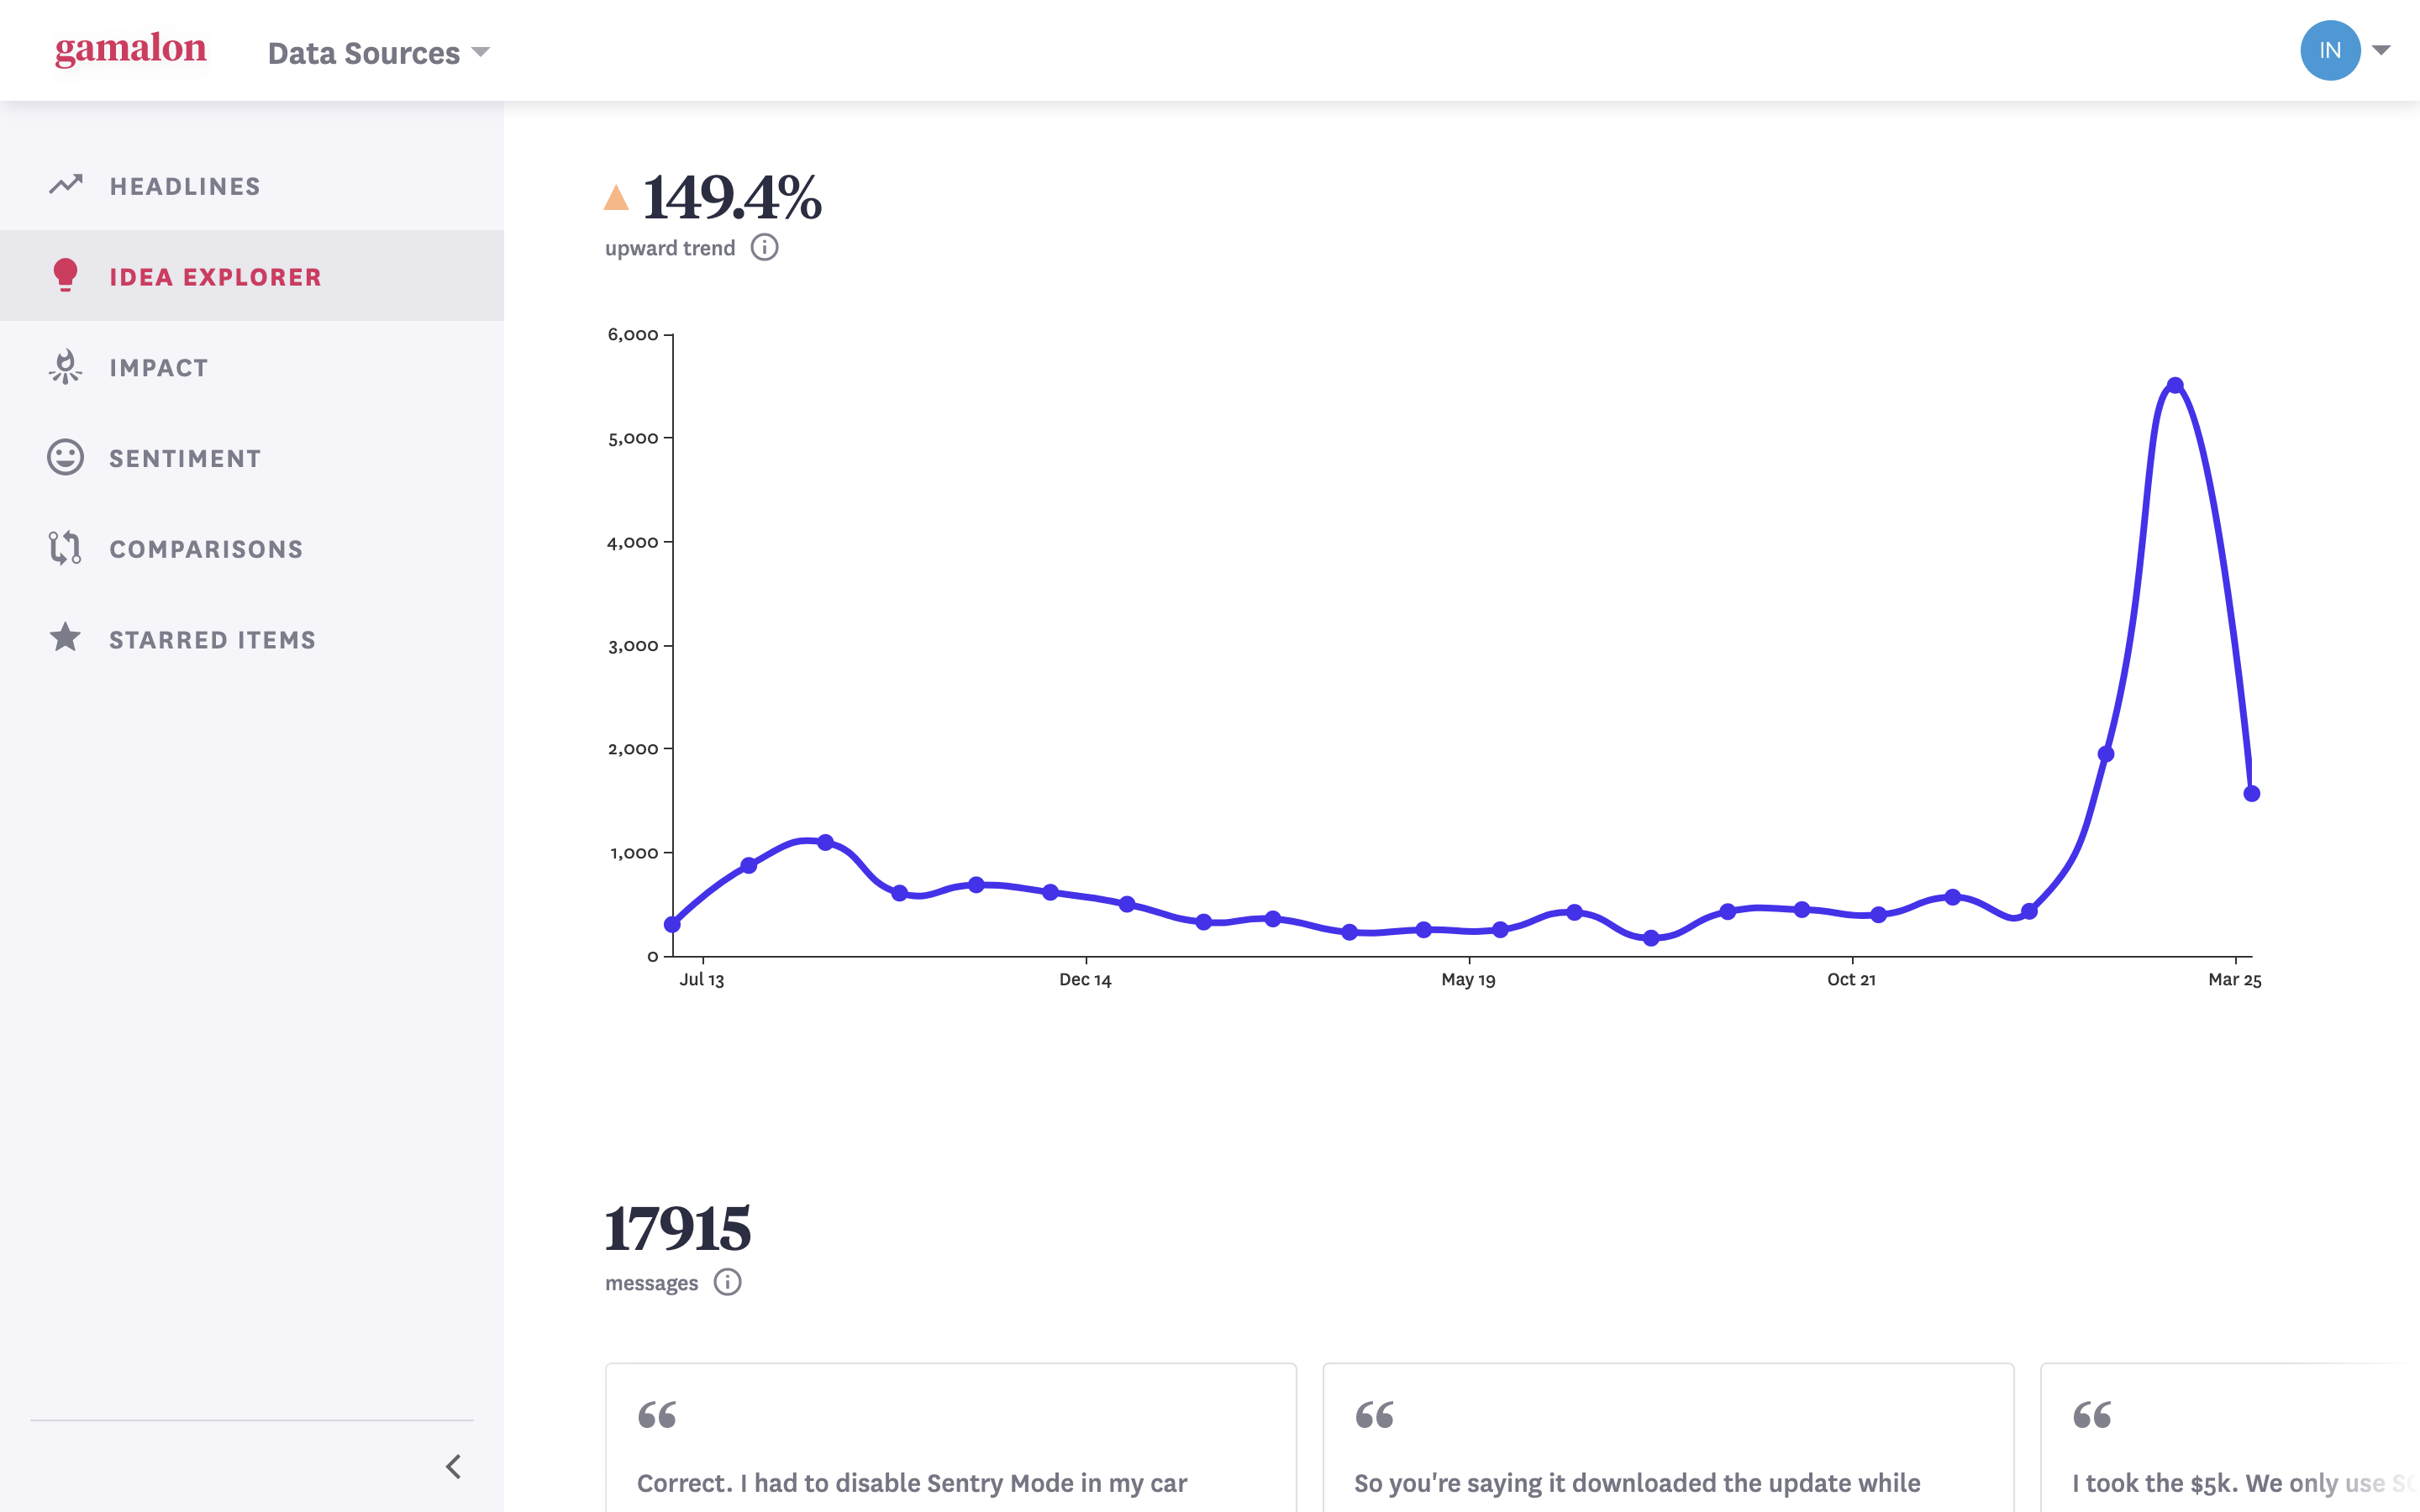 gamalon
Data Sources
IN
HEADLINES
IDEA EXPLORER
IMPACT
SENTIMENT
COMPARISONS
STARRED ITEMS
149.4%
upward trend
6,000
5,000
4,000
3,000
2,000
1,000
0
Jul 13
Dec 14
May 19
Oct 21
Mar 25
17915
messages
“
Correct. I had to disable Sentry Mode in my car
“
So you're saying it downloaded the update while
“
I took the $5k. We only use